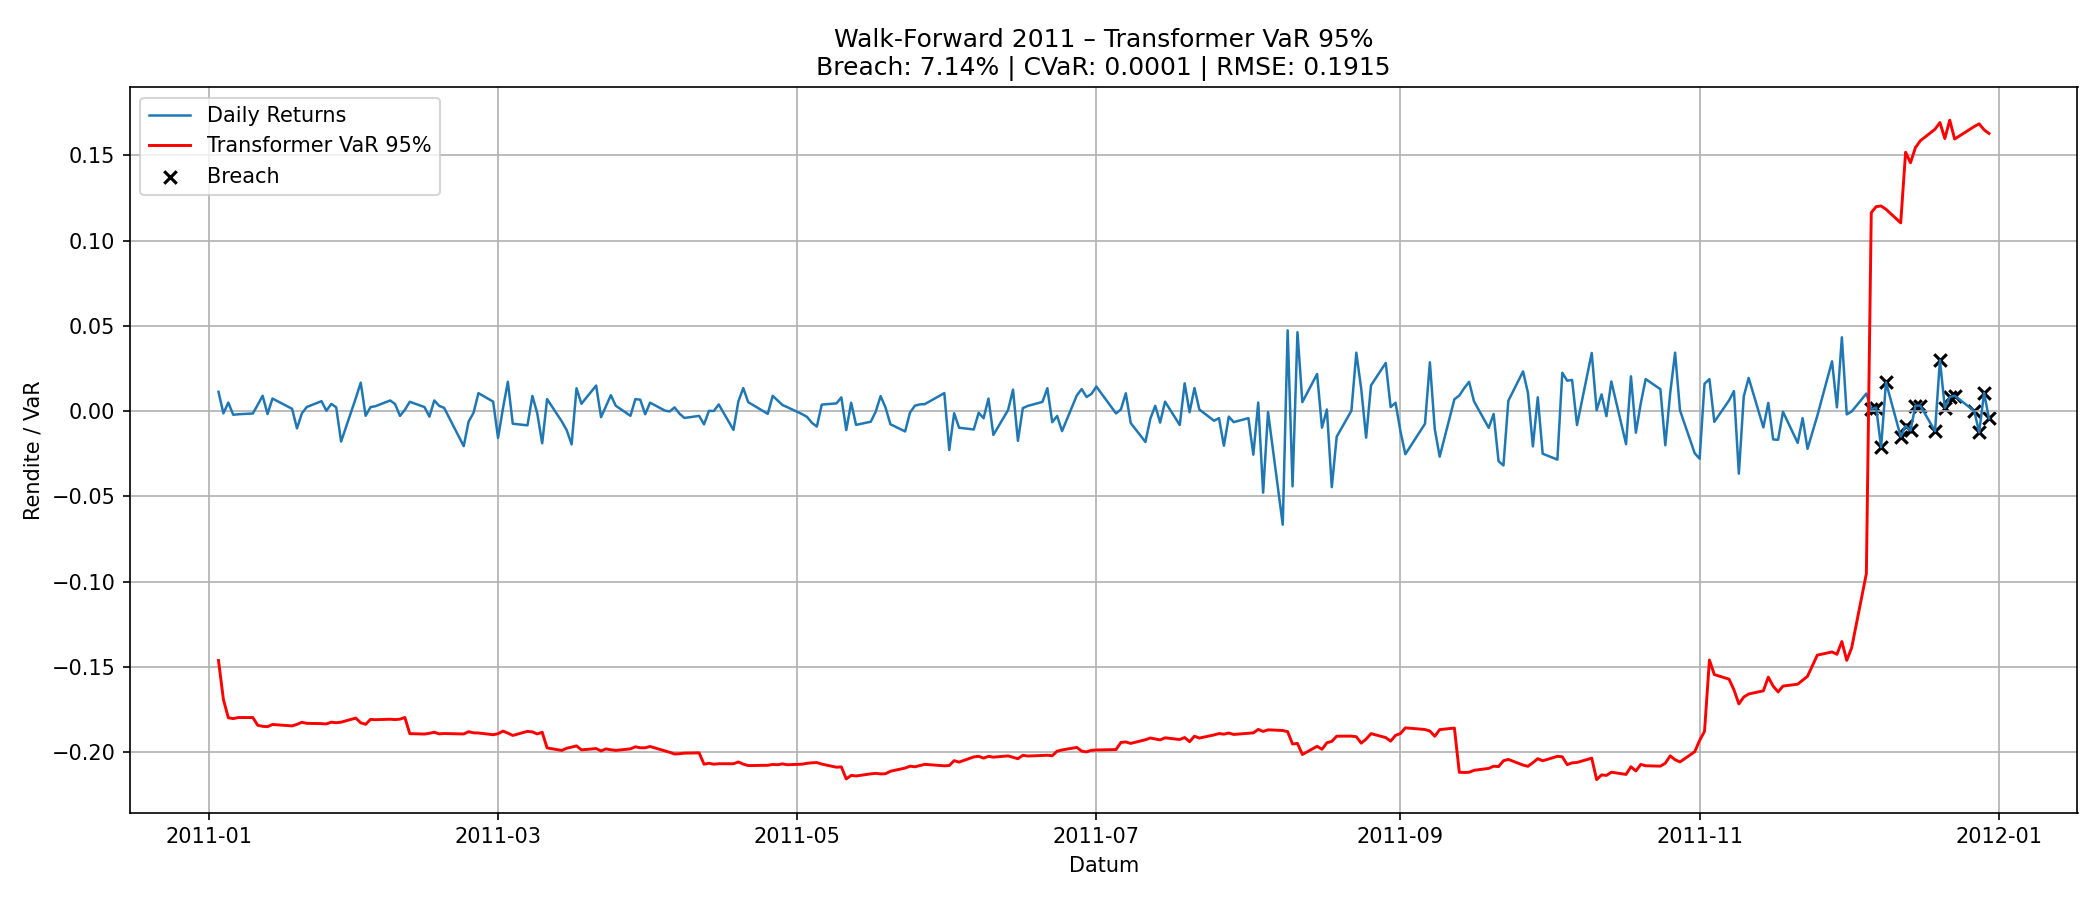 Walk-Forward 2011 – Transformer VaR 95%
Breach: 7.14% | CVaR: 0.0001 | RMSE: 0.1915
Daily Returns
Transformer VaR 95%
Breach
Rendite / VaR
0.15
0.10
0.05
0.00
−0.05
−0.10
−0.15
−0.20
2011-01
2011-03
2011-05
2011-07
2011-09
2011-11
2012-01
Datum